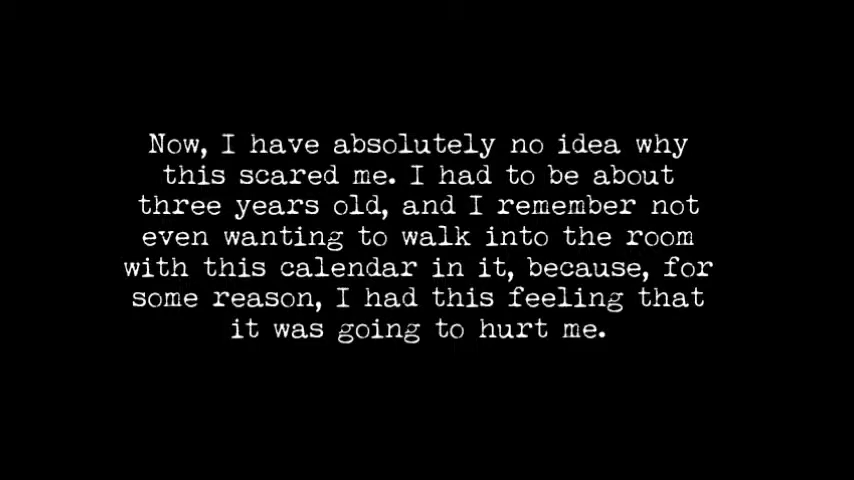 Now, I have absolutely no idea why
this scared me. I had to be about
three years old, and I remember not
even wanting to walk into the room
with this calendar in it, because, for
some reason, I had this feeling that
it was going to hurt me.